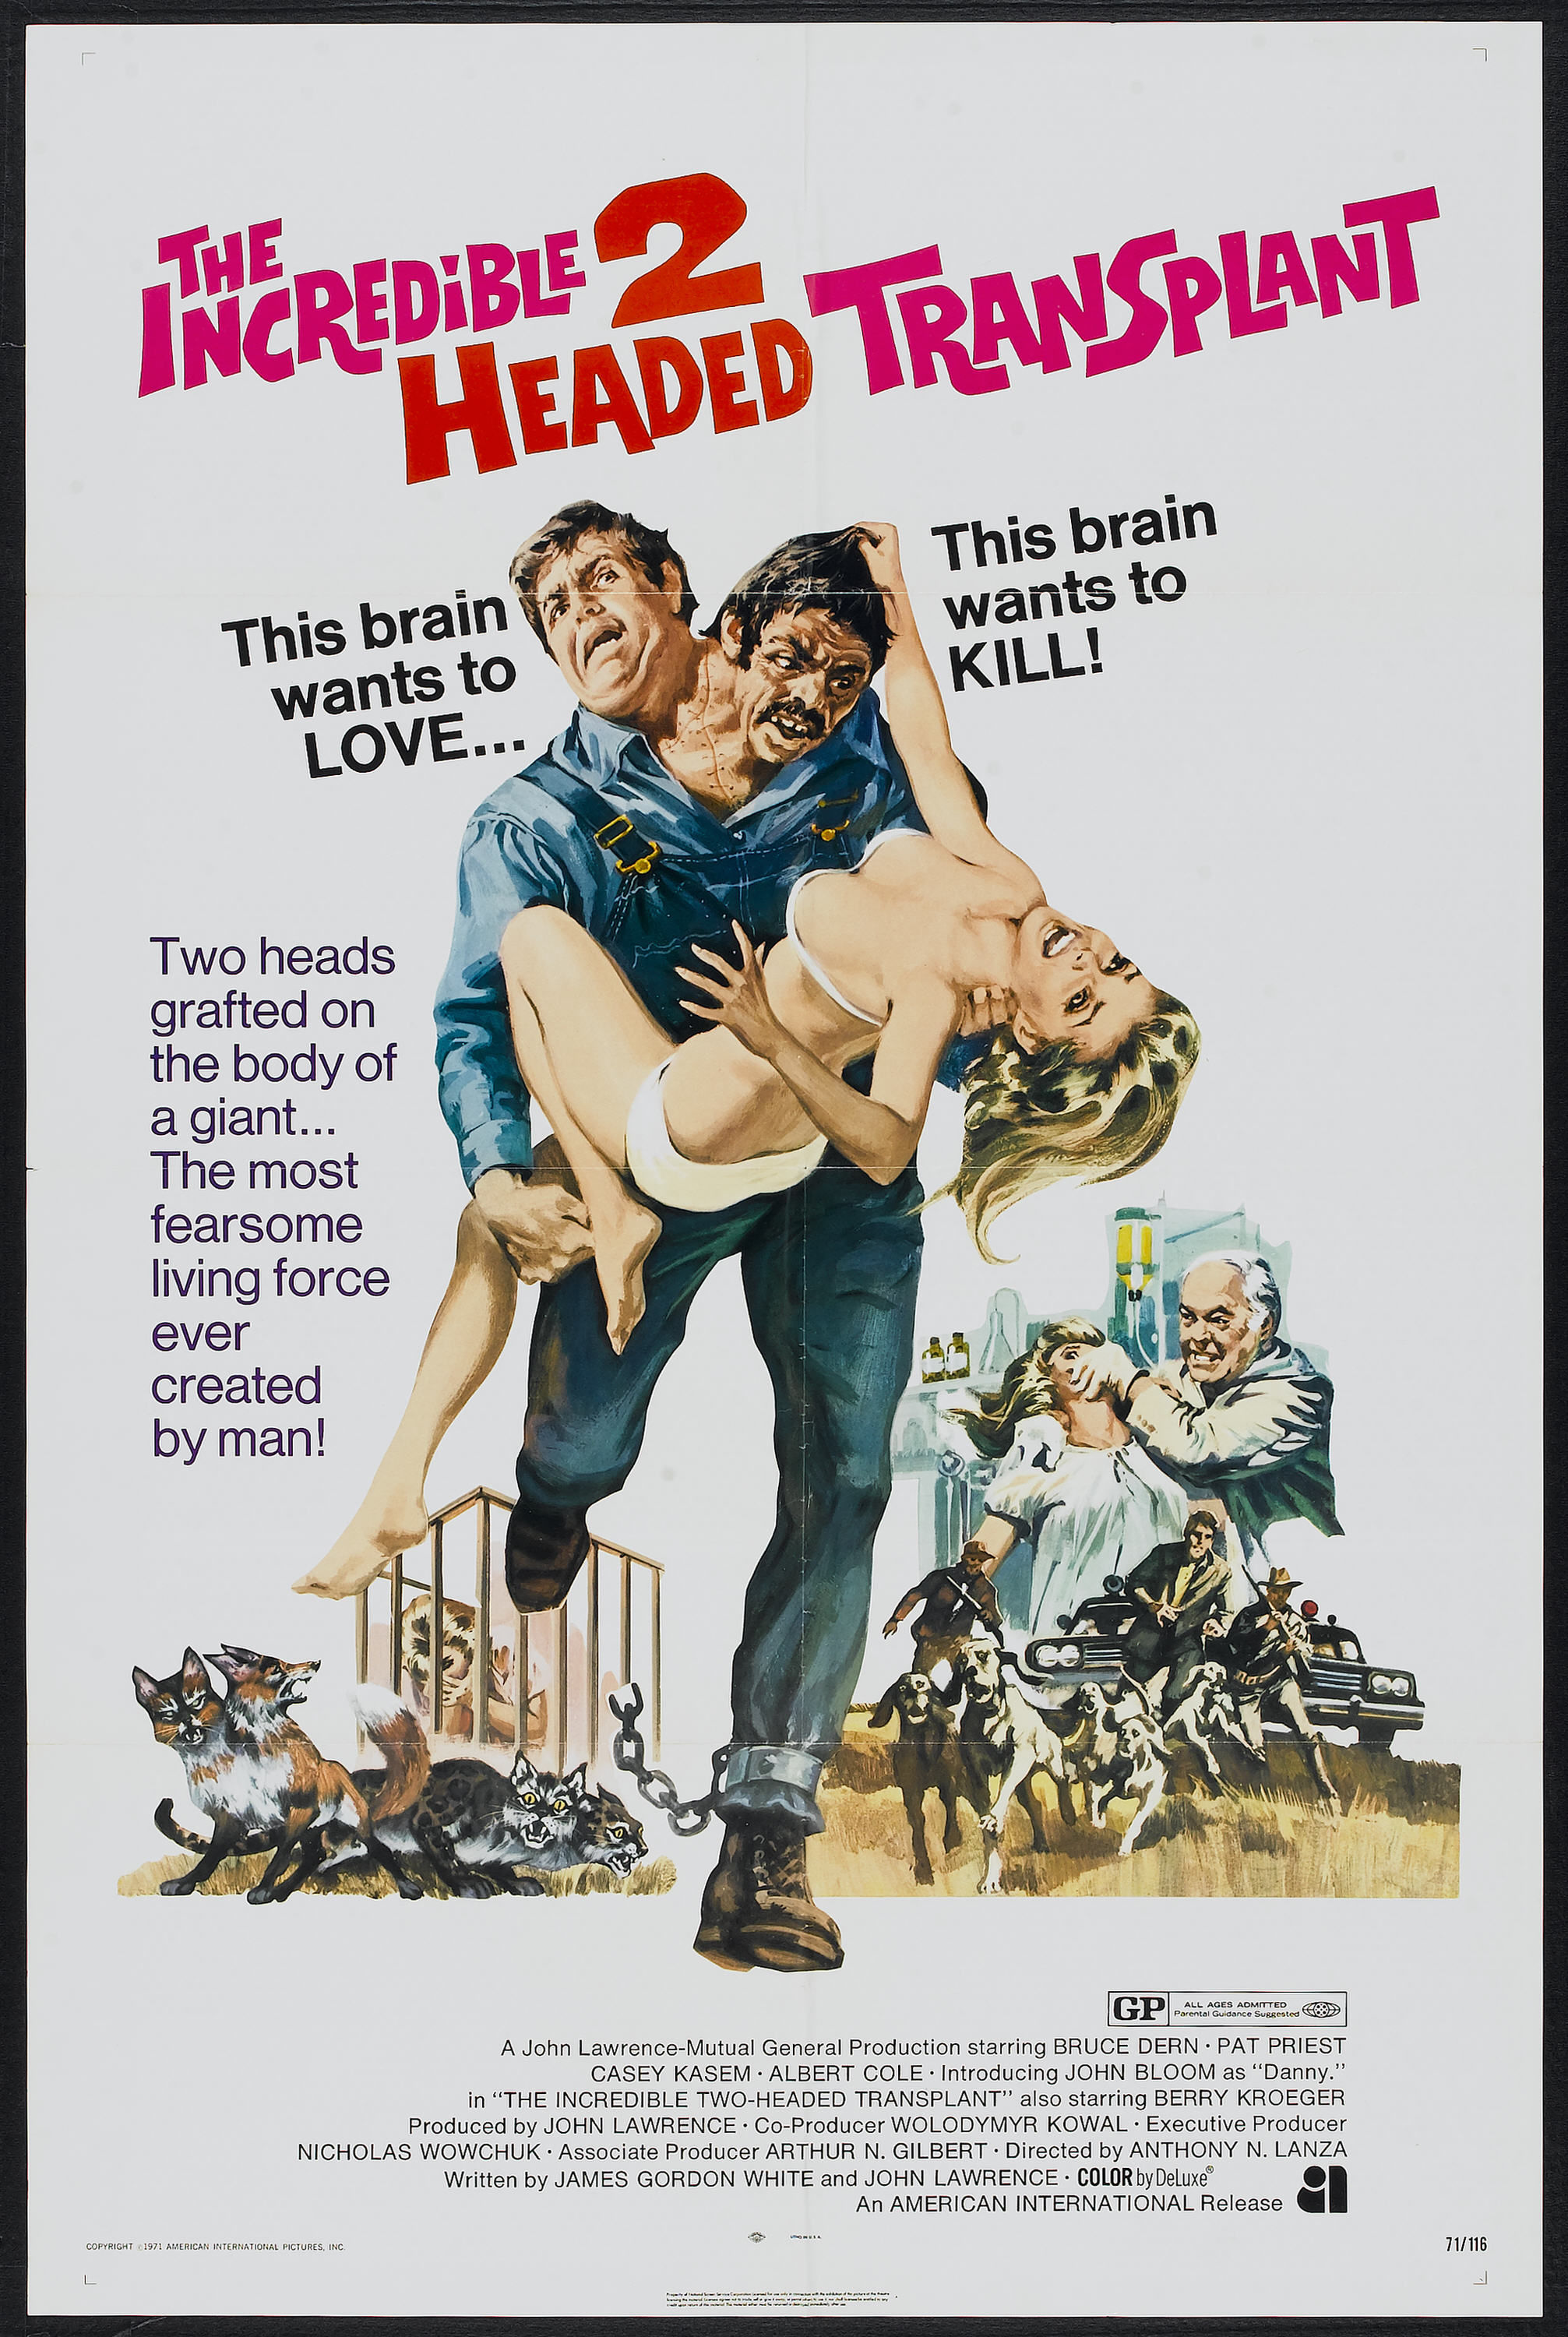 THE
INCREDIBLE 2
HEADED TRANSPLANT
This brain
wants to
LOVE...
This brain
wants to
KILL!
Two heads
grafted on
the body of
a giant...
The most
fearsome
living force
ever
created
by man!
GP ALL AGES ADMITTED
Parental Guidance Suggested
A John Lawrence-Mutual General Production starring BRUCE DERN · PAT PRIEST
CASEY KASEM · ALBERT COLE · Introducing JOHN BLOOM as “Danny.”
in “THE INCREDIBLE TWO-HEADED TRANSPLANT” also starring BERRY KROEGER
Produced by JOHN LAWRENCE · Co-Producer WOLODYMYR KOWAL · Executive Producer
NICHOLAS WOWCHUK · Associate Producer ARTHUR N. GILBERT · Directed by ANTHONY N. LANZA
Written by JAMES GORDON WHITE and JOHN LAWRENCE · COLOR by DeLuxe®
An AMERICAN INTERNATIONAL Release ai
LITHO IN U.S.A.
COPYRIGHT ©1971 AMERICAN INTERNATIONAL PICTURES, INC.
71/116